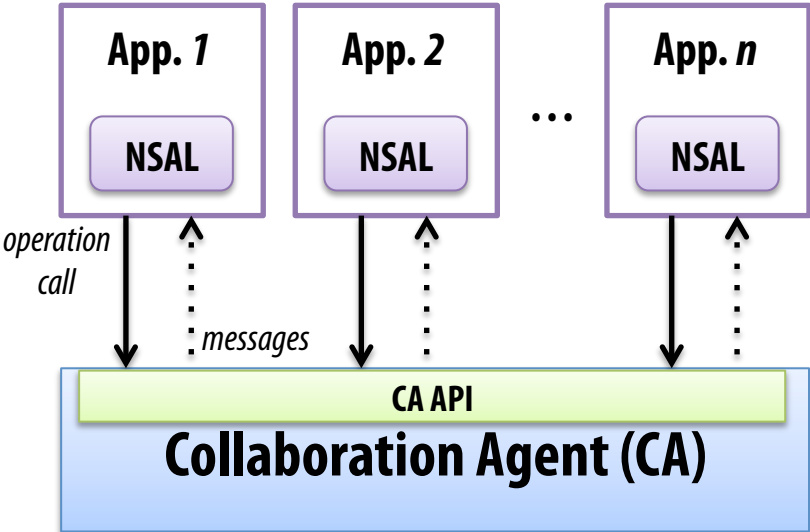 App. 1
App. 2
App. n
...
NSAL
NSAL
NSAL
operation
call
messages
CA API
Collaboration Agent (CA)